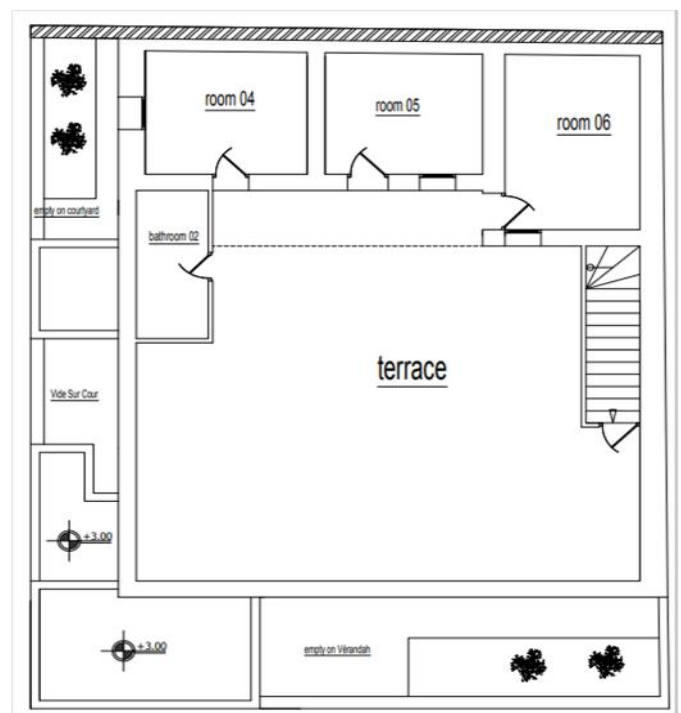 room 04
room 05
room 06
empty on courtyard
bathroom 02
terrace
Vide Sur Cour
+3.00
+3.00
empty on Vérandah